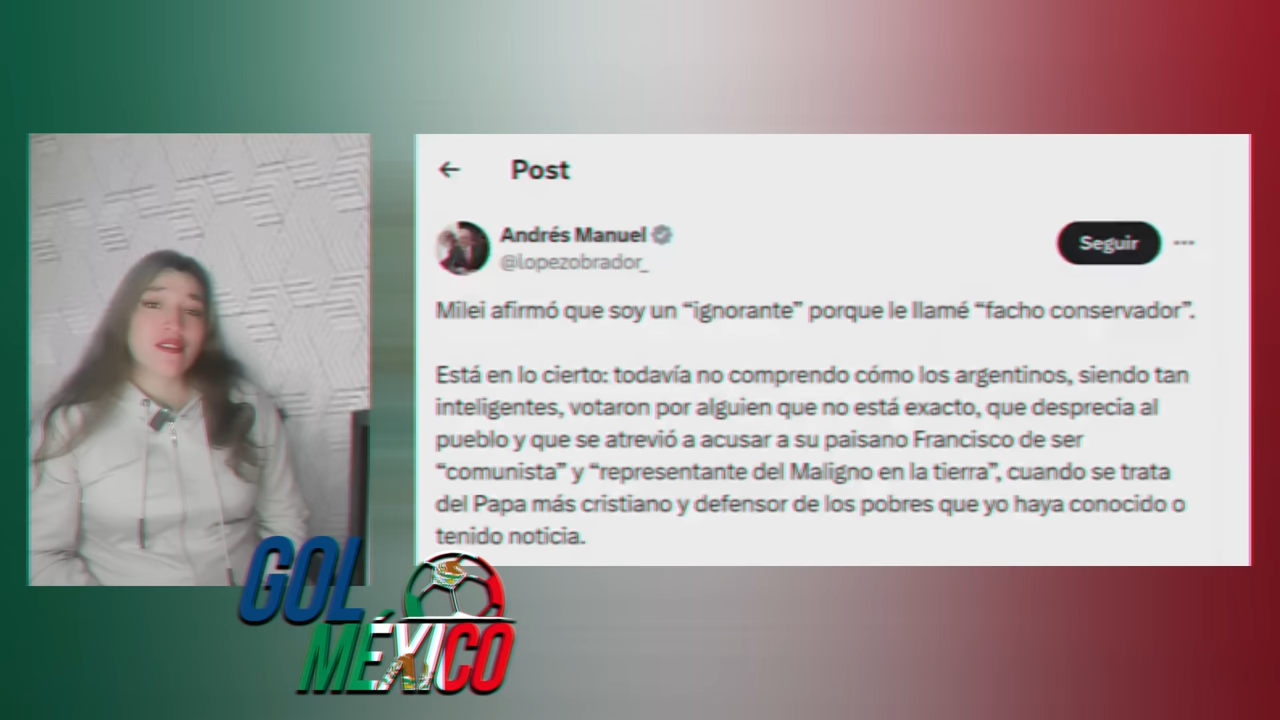 Post
Andrés Manuel
@lopezobrador_
Seguir
Milei afirmó que soy un “ignorante” porque le llamé “facho conservador”.
Está en lo cierto: todavía no comprendo cómo los argentinos, siendo tan
inteligentes, votaron por alguien que no está exacto, que desprecia al
pueblo y que se atrevió a acusar a su paisano Francisco de ser
“comunista” y “representante del Maligno en la tierra”, cuando se trata
del Papa más cristiano y defensor de los pobres que yo haya conocido o
tenido noticia.
GOL
MÉXICO